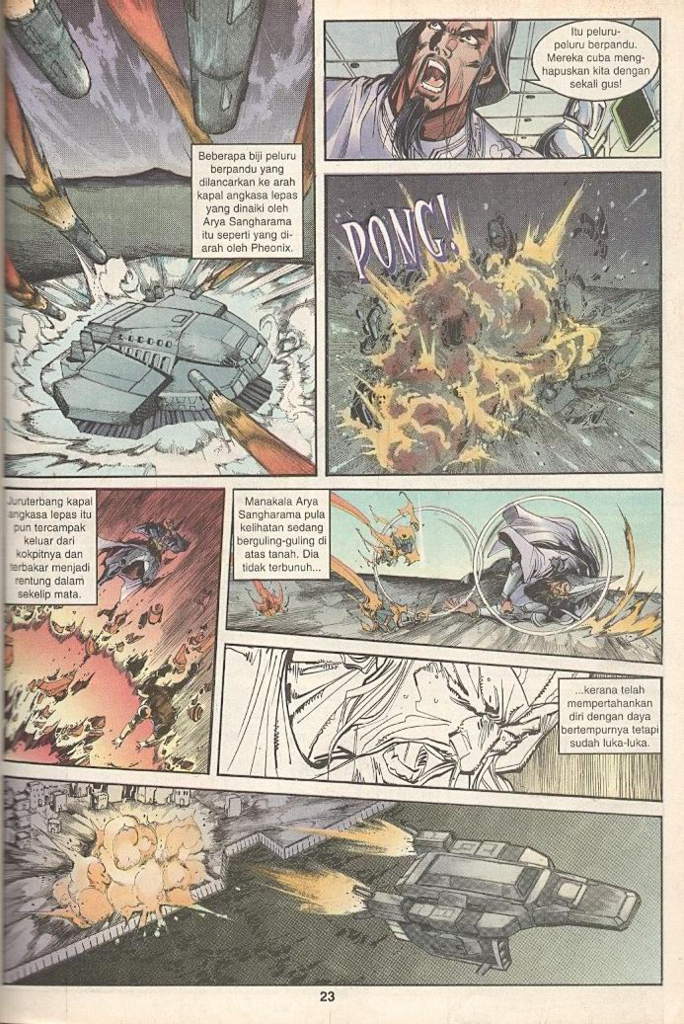 Beberapa biji peluru
berpandu yang
dilancarkan ke arah
kapal angkasa lepas
yang dinaiki oleh
Arya Sangharama
itu seperti yang di-
arah oleh Pheonix.
Itu peluru-
peluru berpandu.
Mereka cuba meng-
hapuskan kita dengan
sekali gus!
PONG!
Juruterbang kapal
angkasa lepas itu
pun tercampak
keluar dari
kokpitnya dan
terbakar menjadi
rentung dalam
sekelip mata.
Manakala Arya
Sangharama pula
kelihatan sedang
berguling-guling di
atas tanah. Dia
tidak terbunuh...
...kerana telah
mempertahankan
diri dengan daya
bertempurnya tetapi
sudah luka-luka.
23